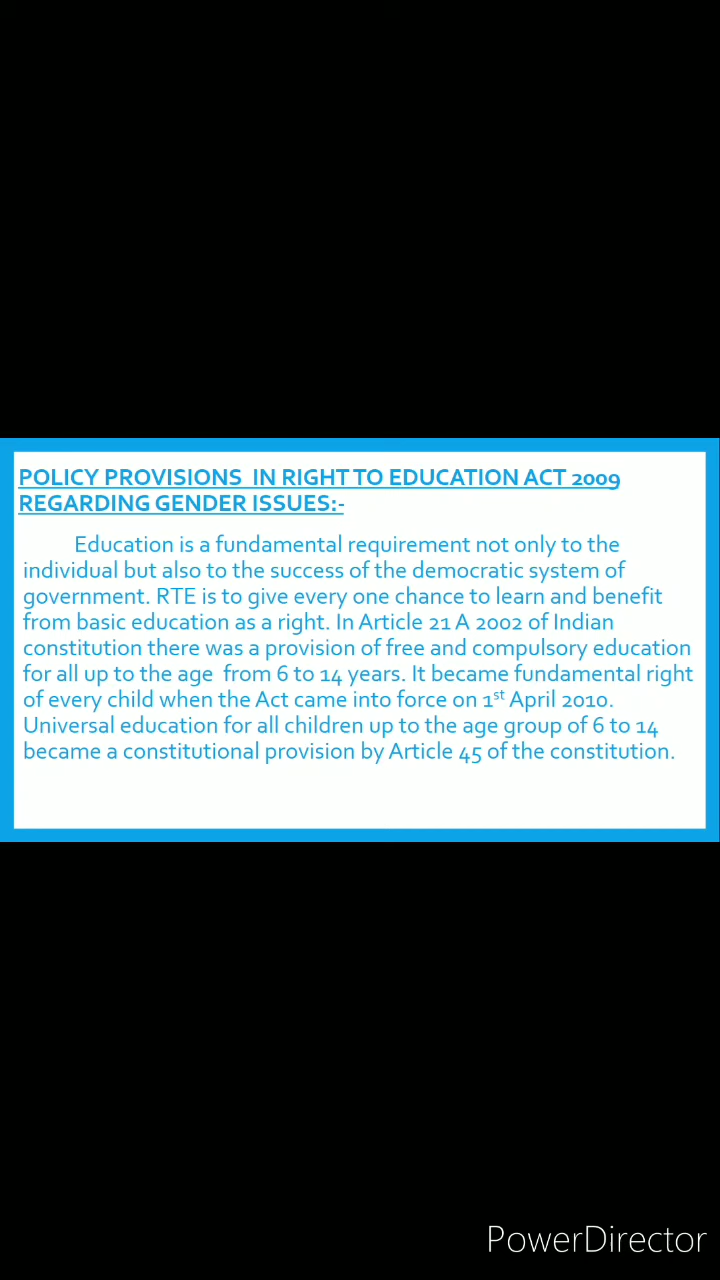 POLICY PROVISIONS  IN RIGHT TO EDUCATION ACT 2009
REGARDING GENDER ISSUES:-
Education is a fundamental requirement not only to the
individual but also to the success of the democratic system of
government. RTE is to give every one chance to learn and benefit
from basic education as a right. In Article 21 A 2002 of Indian
constitution there was a provision of free and compulsory education
for all up to the age  from 6 to 14 years. It became fundamental right
of every child when the Act came into force on 1st April 2010.
Universal education for all children up to the age group of 6 to 14
became a constitutional provision by Article 45 of the constitution.
PowerDirector